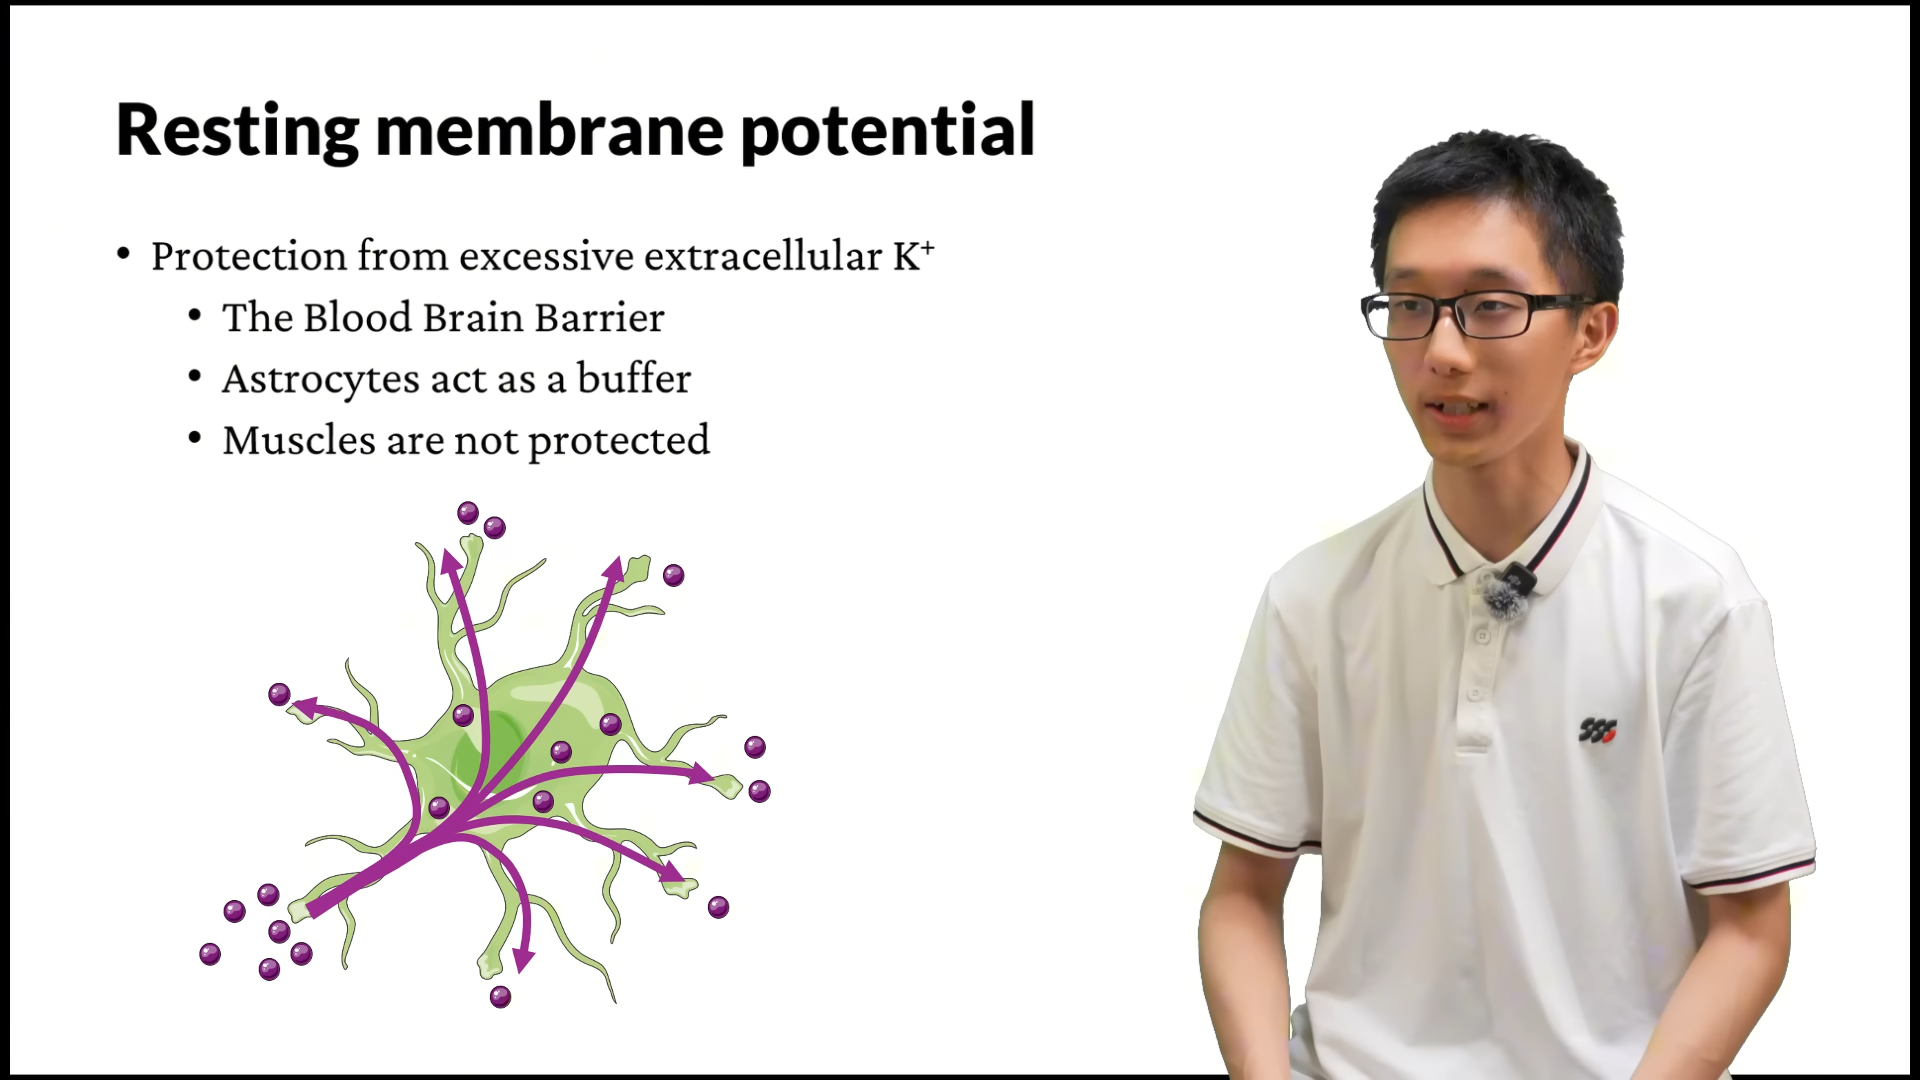 Resting membrane potential
• Protection from excessive extracellular K⁺
• The Blood Brain Barrier
• Astrocytes act as a buffer
• Muscles are not protected
SSS